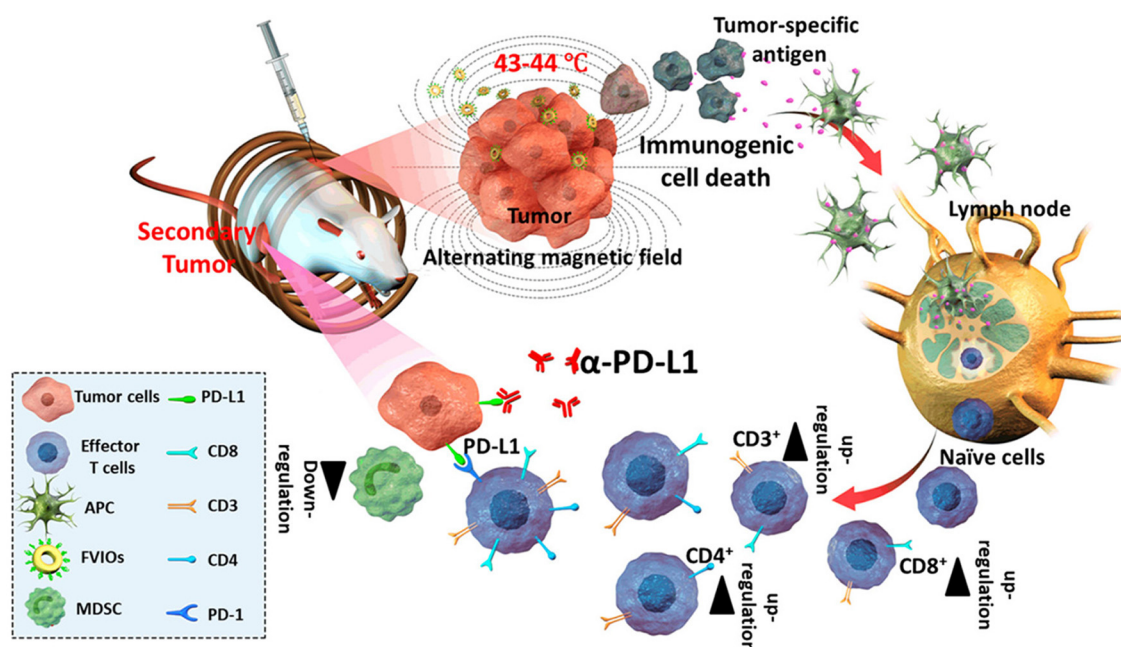 Tumor-specific
antigen
43-44 ℃
Immunogenic
cell death
Tumor
Alternating magnetic field
Lymph node
Secondary
Tumor
α-PD-L1
PD-L1
Down-
regulation
CD3⁺
up-
regulation
Naïve cells
CD4⁺
up-
regulation
CD8⁺
up-
regulation
Tumor cells
PD-L1
Effector
T cells
CD8
APC
CD3
FVIOs
CD4
MDSC
PD-1